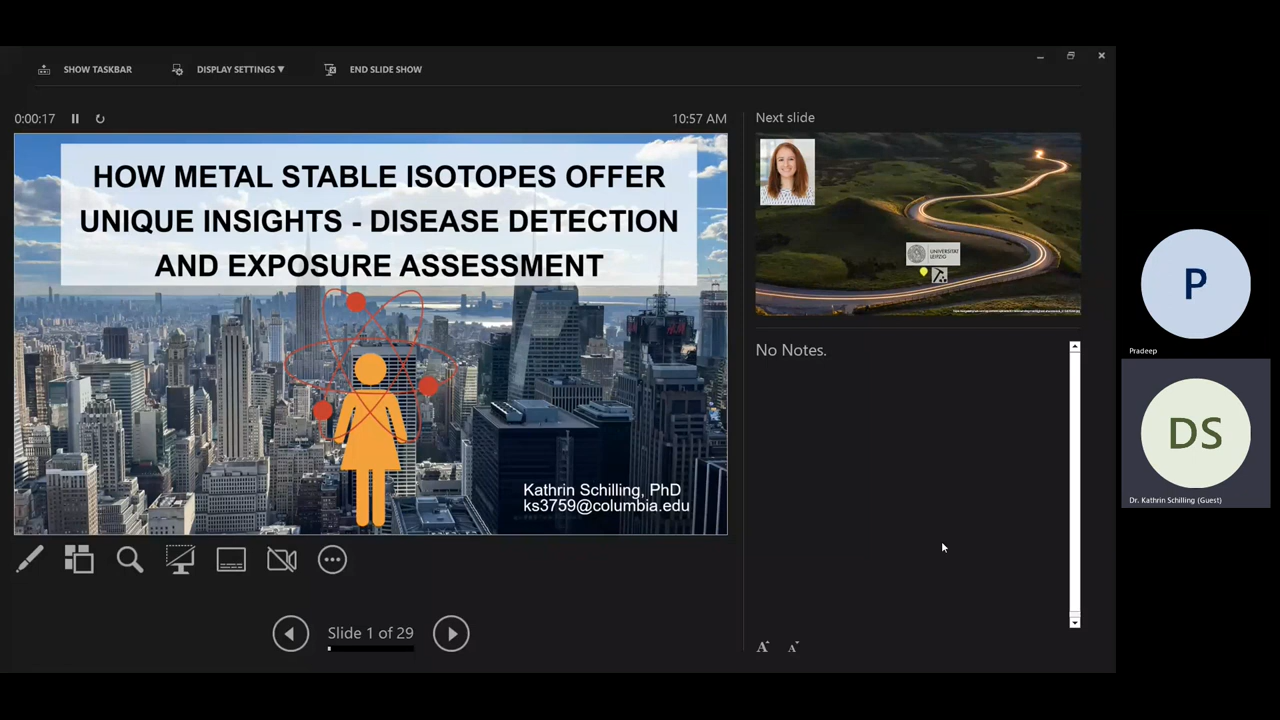 SHOW TASKBAR
DISPLAY SETTINGS ▼
END SLIDE SHOW
0:00:17
10:57 AM
HOW METAL STABLE ISOTOPES OFFER
UNIQUE INSIGHTS - DISEASE DETECTION
AND EXPOSURE ASSESSMENT
Kathrin Schilling, PhD
ks3759@columbia.edu
Slide 1 of 29
Next slide
UNIVERSITÄT
LEIPZIG
No Notes.
A
A
P
Pradeep
DS
Dr. Kathrin Schilling (Guest)